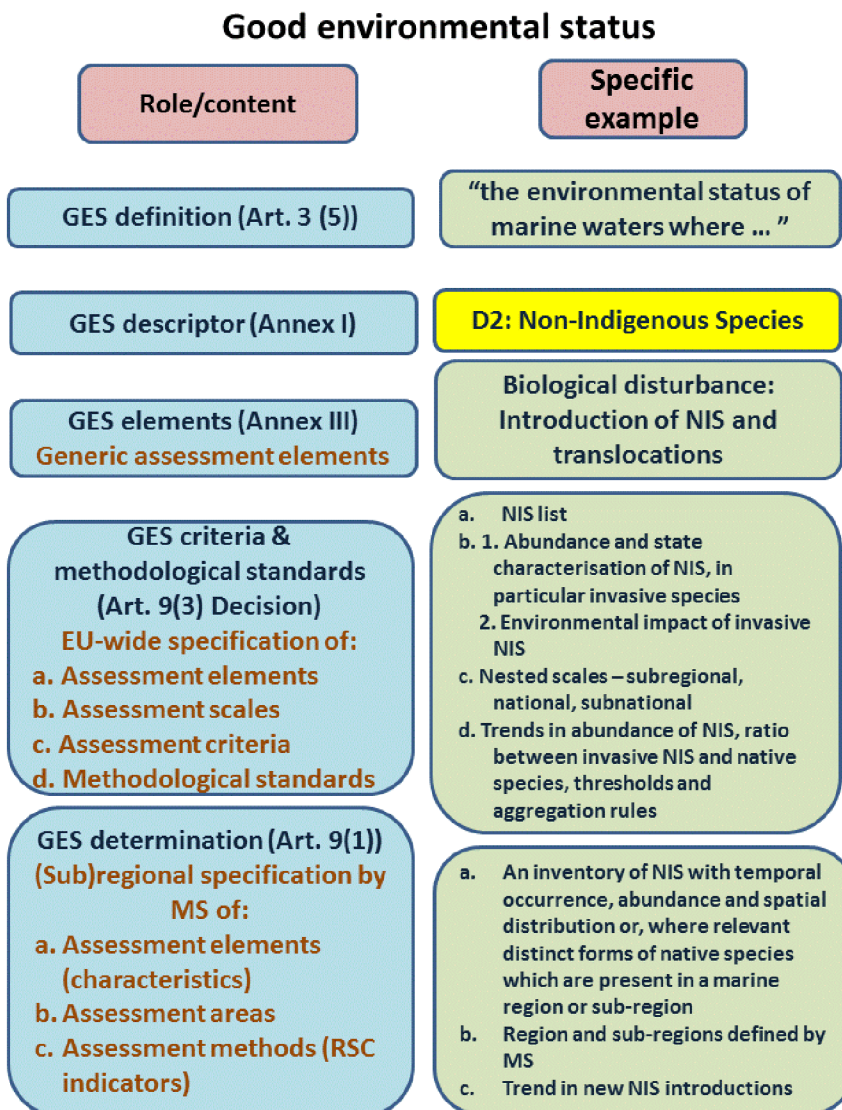 Good environmental status
Role/content
Specific
example
GES definition (Art. 3 (5))
“the environmental status of
marine waters where ... ”
GES descriptor (Annex I)
D2: Non-Indigenous Species
GES elements (Annex III)
Generic assessment elements
Biological disturbance:
Introduction of NIS and
translocations
GES criteria &
methodological standards
(Art. 9(3) Decision)
EU-wide specification of:
a. Assessment elements
b. Assessment scales
c. Assessment criteria
d. Methodological standards
a. NIS list
b. 1. Abundance and state
characterisation of NIS, in
particular invasive species
2. Environmental impact of invasive
NIS
c. Nested scales – subregional,
national, subnational
d. Trends in abundance of NIS, ratio
between invasive NIS and native
species, thresholds and
aggregation rules
GES determination (Art. 9(1))
(Sub)regional specification by
MS of:
a. Assessment elements
(characteristics)
b. Assessment areas
c. Assessment methods (RSC
indicators)
a. An inventory of NIS with temporal
occurrence, abundance and spatial
distribution or, where relevant
distinct forms of native species
which are present in a marine
region or sub-region
b. Region and sub-regions defined by
MS
c. Trend in new NIS introductions